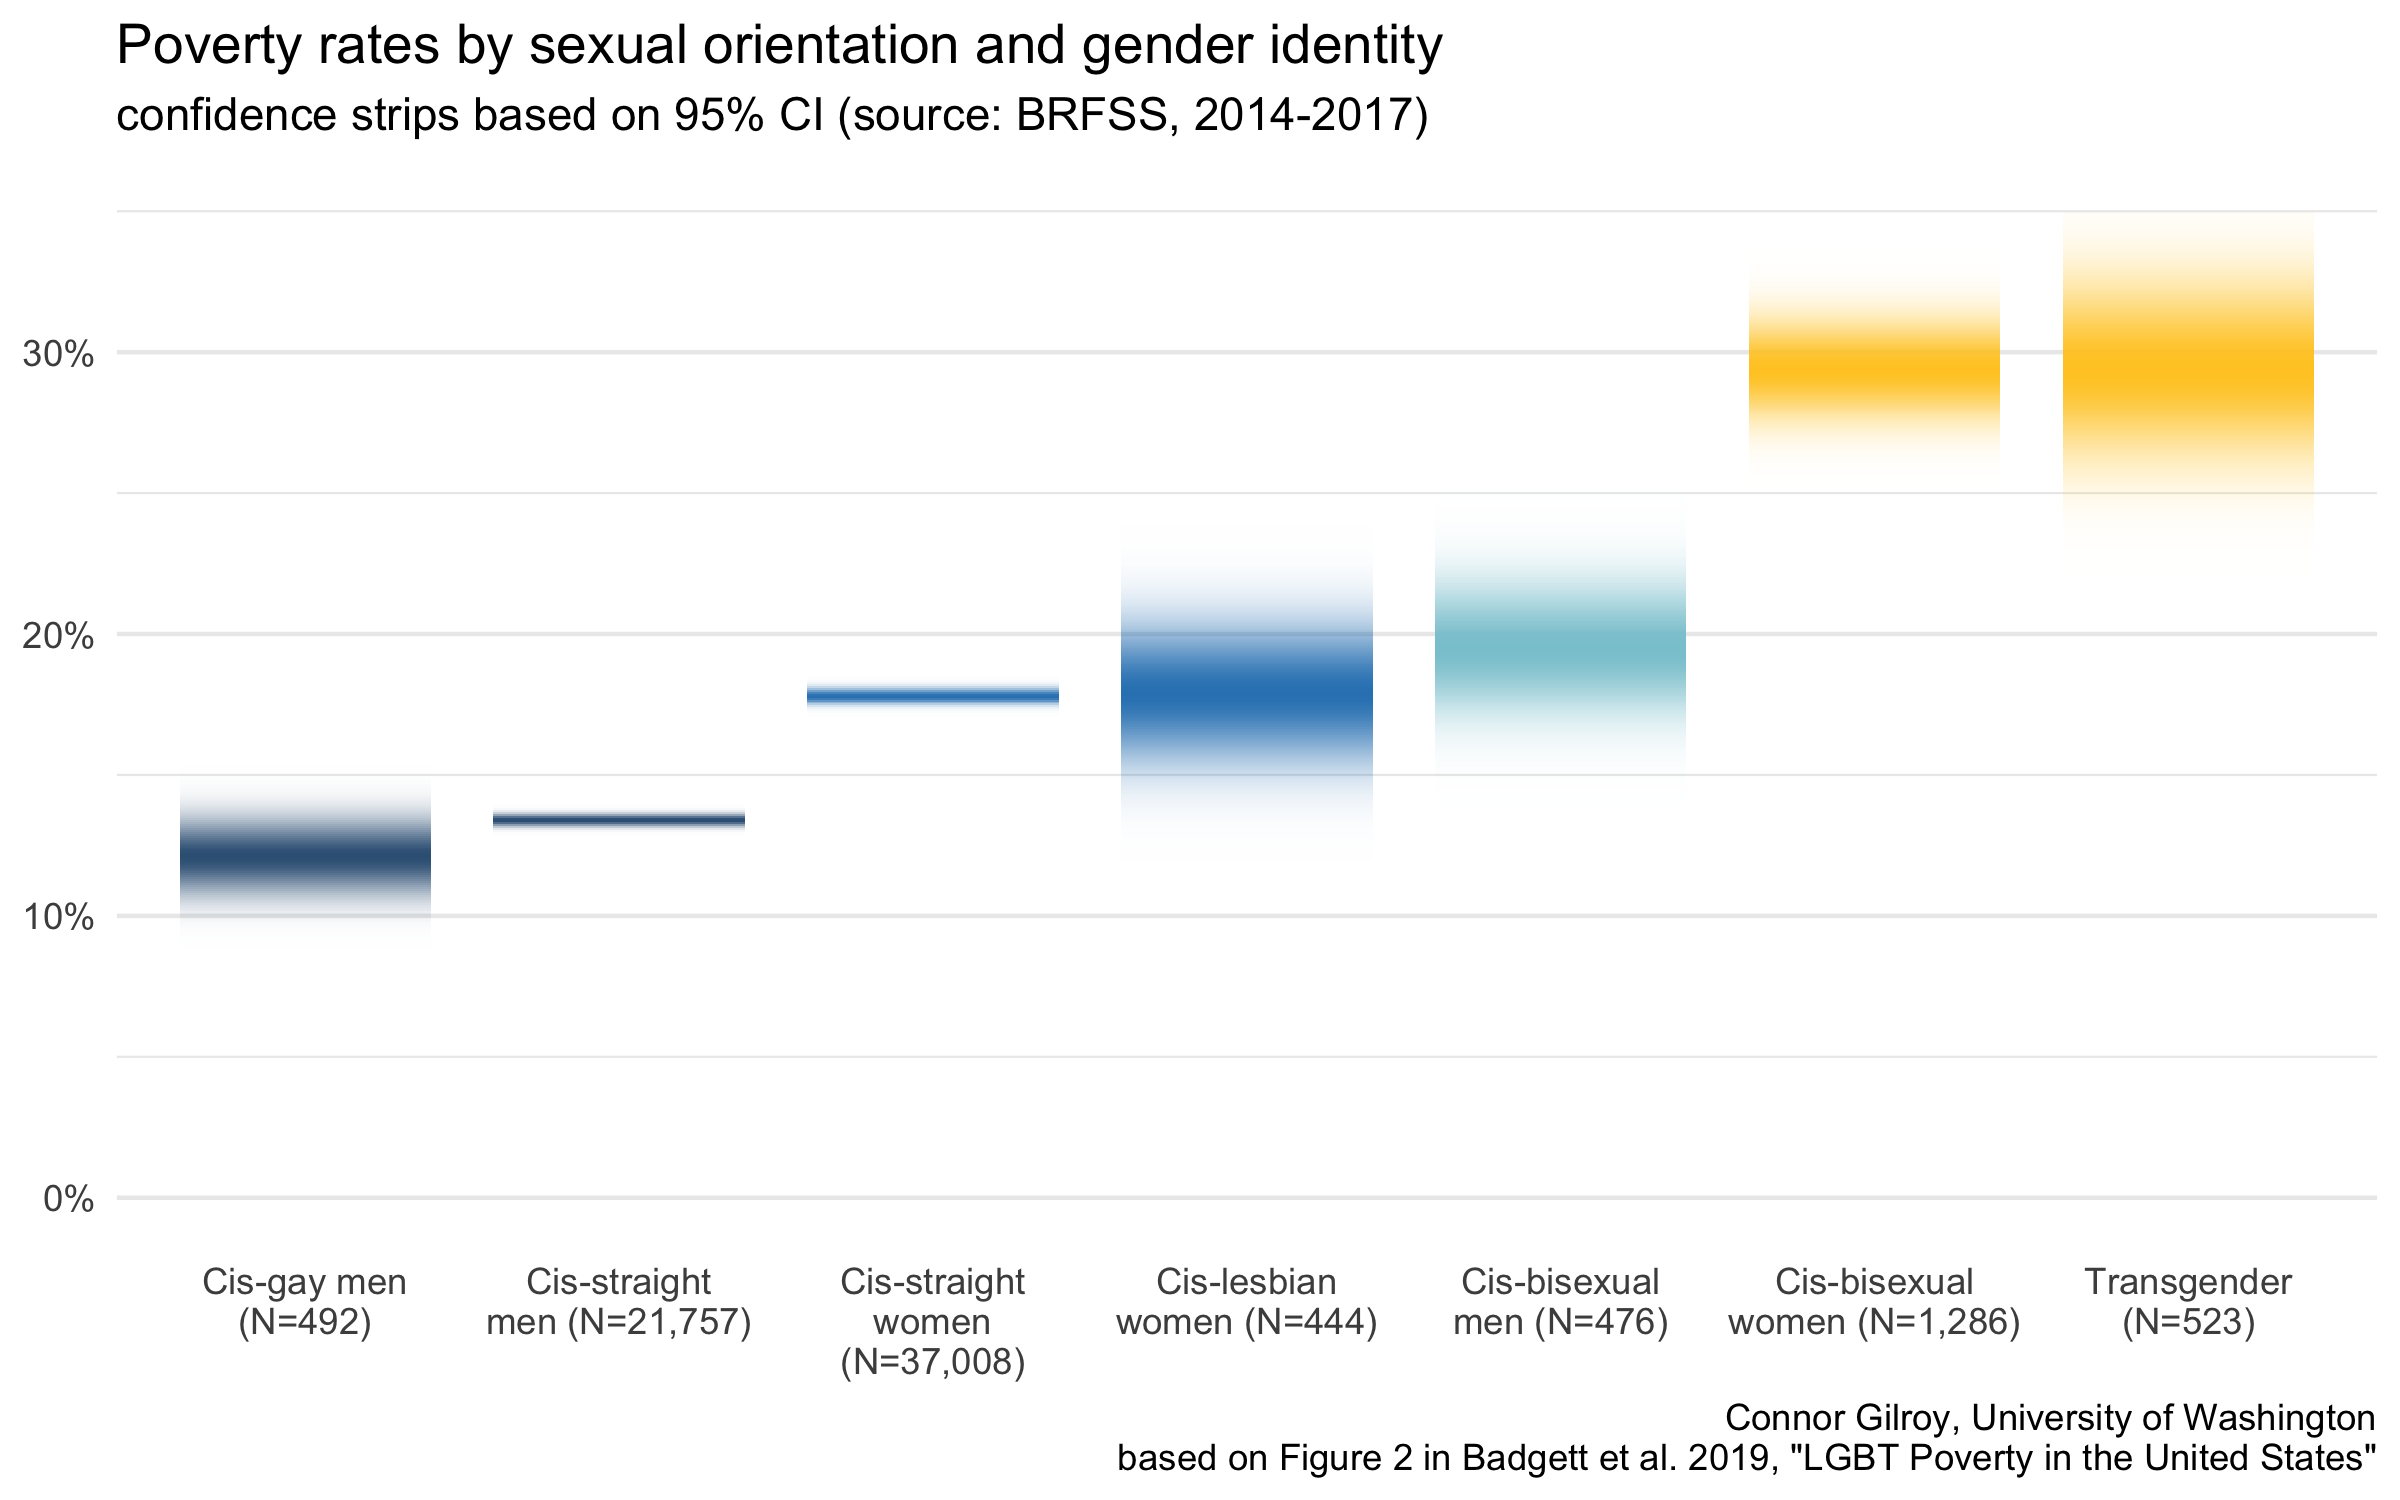 Poverty rates by sexual orientation and gender identity
confidence strips based on 95% CI (source: BRFSS, 2014-2017)
30%
20%
10%
0%
Cis-gay men
(N=492)
Cis-straight
men (N=21,757)
Cis-straight
women
(N=37,008)
Cis-lesbian
women (N=444)
Cis-bisexual
men (N=476)
Cis-bisexual
women (N=1,286)
Transgender
(N=523)
Connor Gilroy, University of Washington
based on Figure 2 in Badgett et al. 2019, "LGBT Poverty in the United States"